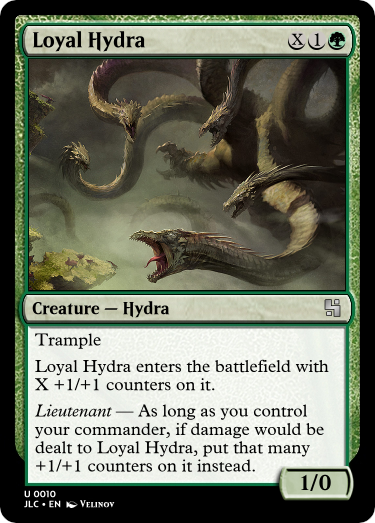 Loyal Hydra X 1
Creature — Hydra
Trample
Loyal Hydra enters the battlefield with
X +1/+1 counters on it.
Lieutenant — As long as you control
your commander, if damage would be
dealt to Loyal Hydra, put that many
+1/+1 counters on it instead.
1/0
U 0010
JLC • EN Velinov